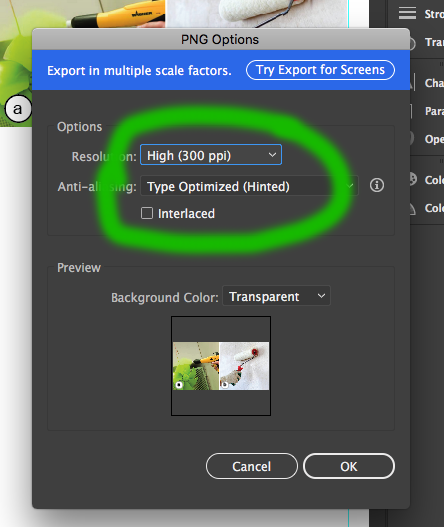 PNG Options
Export in multiple scale factors.
Try Export for Screens
a
Options
Resolution: High (300 ppi)
Anti-aliasing: Type Optimized (Hinted)
Interlaced
Preview
Background Color: Transparent
a
b
Cancel
OK
Stro
Tran
Cha
Para
Ope
Colo
Colo